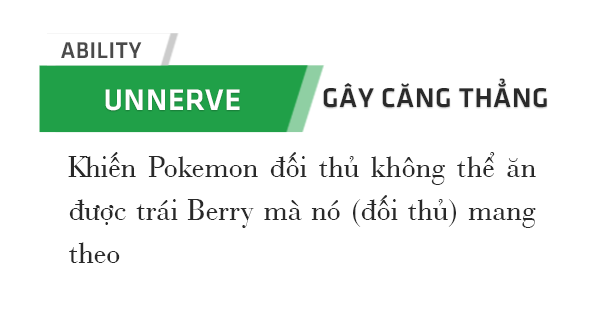 ABILITY
UNNERVE
GÂY CĂNG THẲNG
Khiến Pokemon đối thủ không thể ăn
được trái Berry mà nó (đối thủ) mang
theo